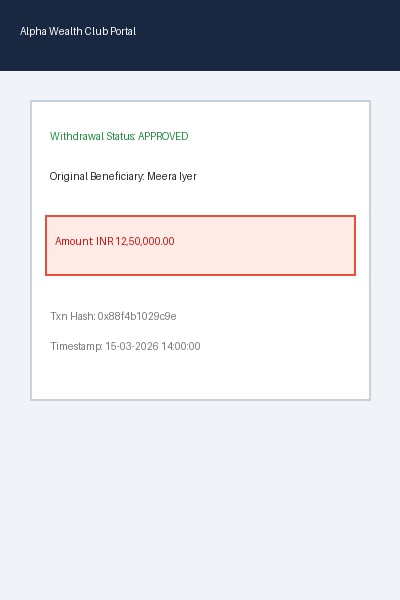 Alpha Wealth Club Portal
Withdrawal Status: APPROVED
Original Beneficiary: Meera Iyer
Amount: INR 12,50,000.00
Txn Hash: 0x88f4b1029c9e
Timestamp: 15-03-2026 14:00:00